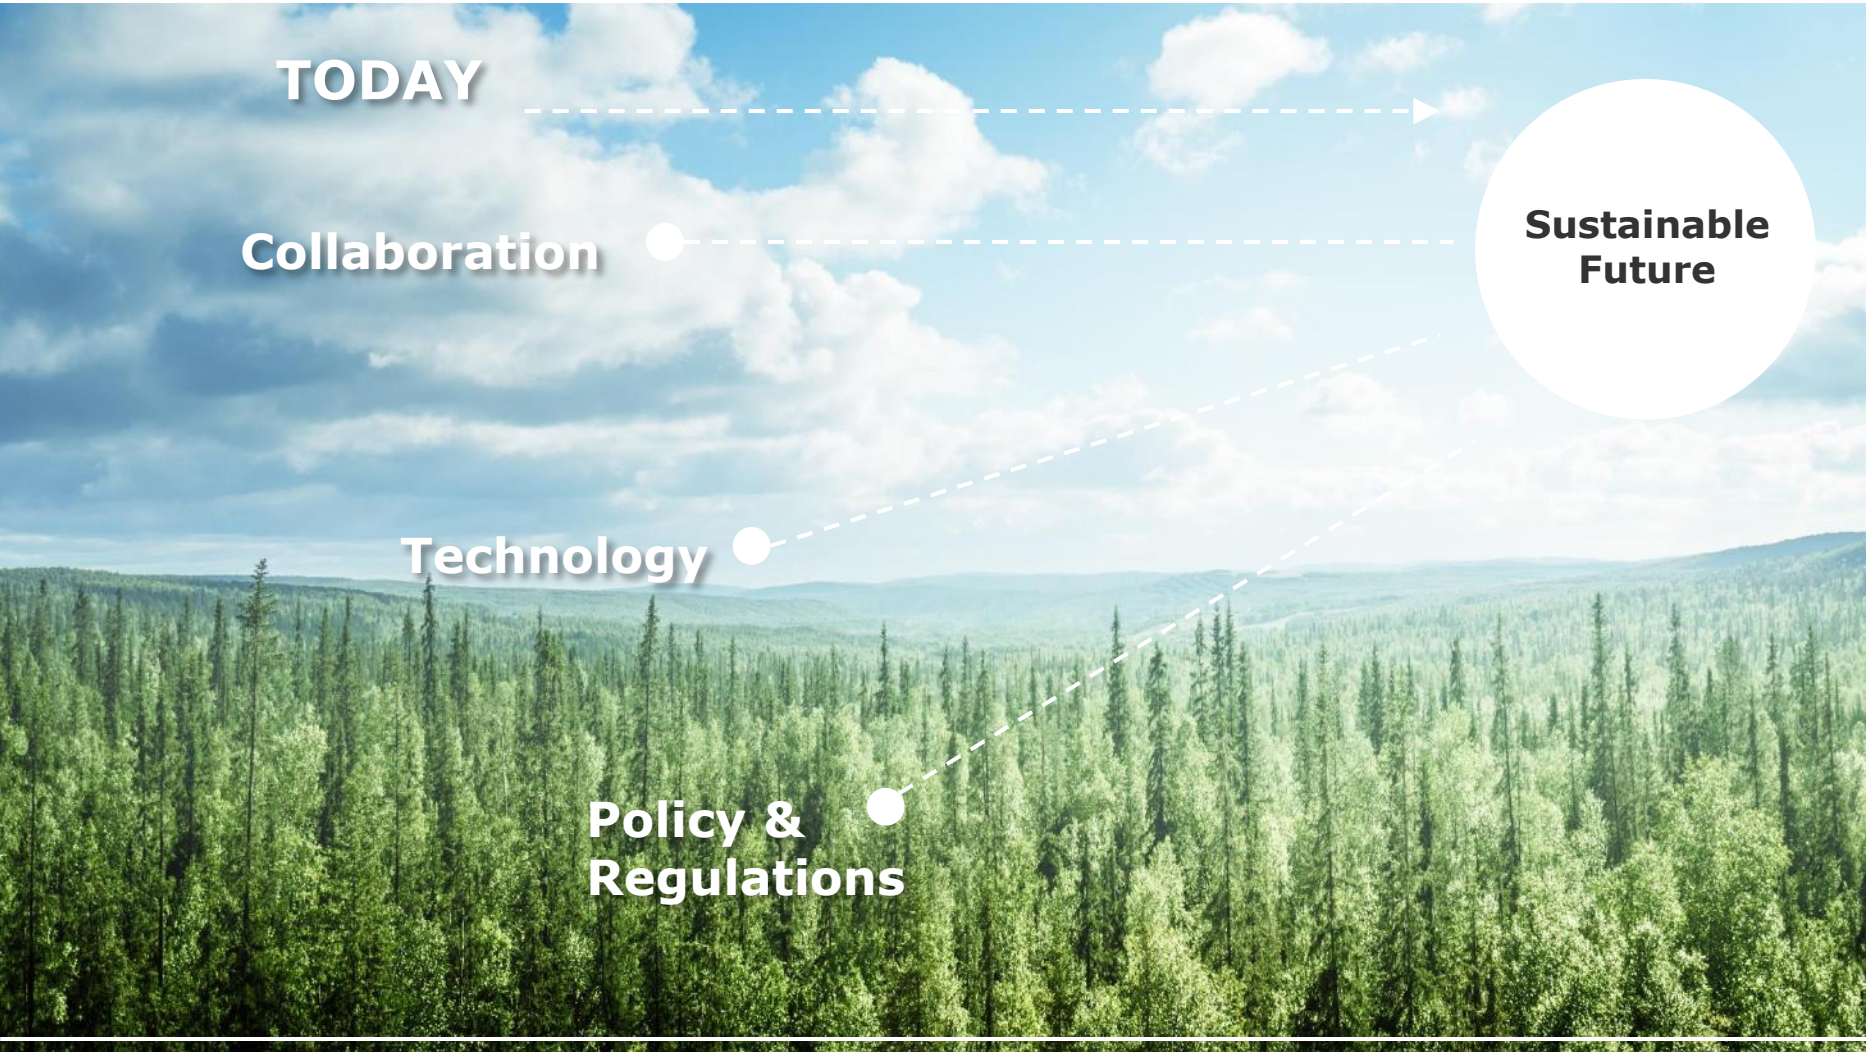 TODAY
Collaboration
Sustainable
Future
Technology
Policy &
Regulations